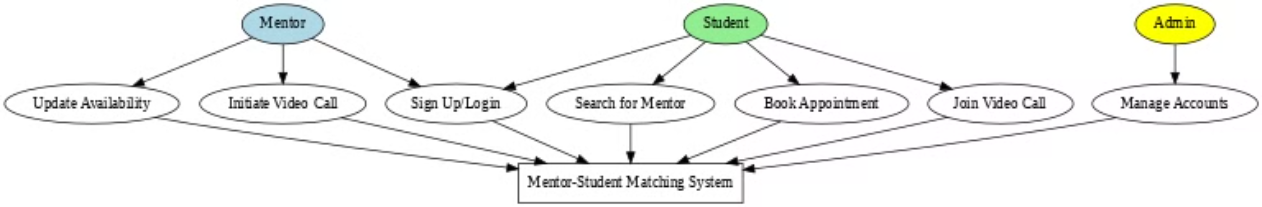 Mentor
Student
Admin
Update Availability
Initiate Video Call
Sign Up/Login
Search for Mentor
Book Appointment
Join Video Call
Manage Accounts
Mentor-Student Matching System